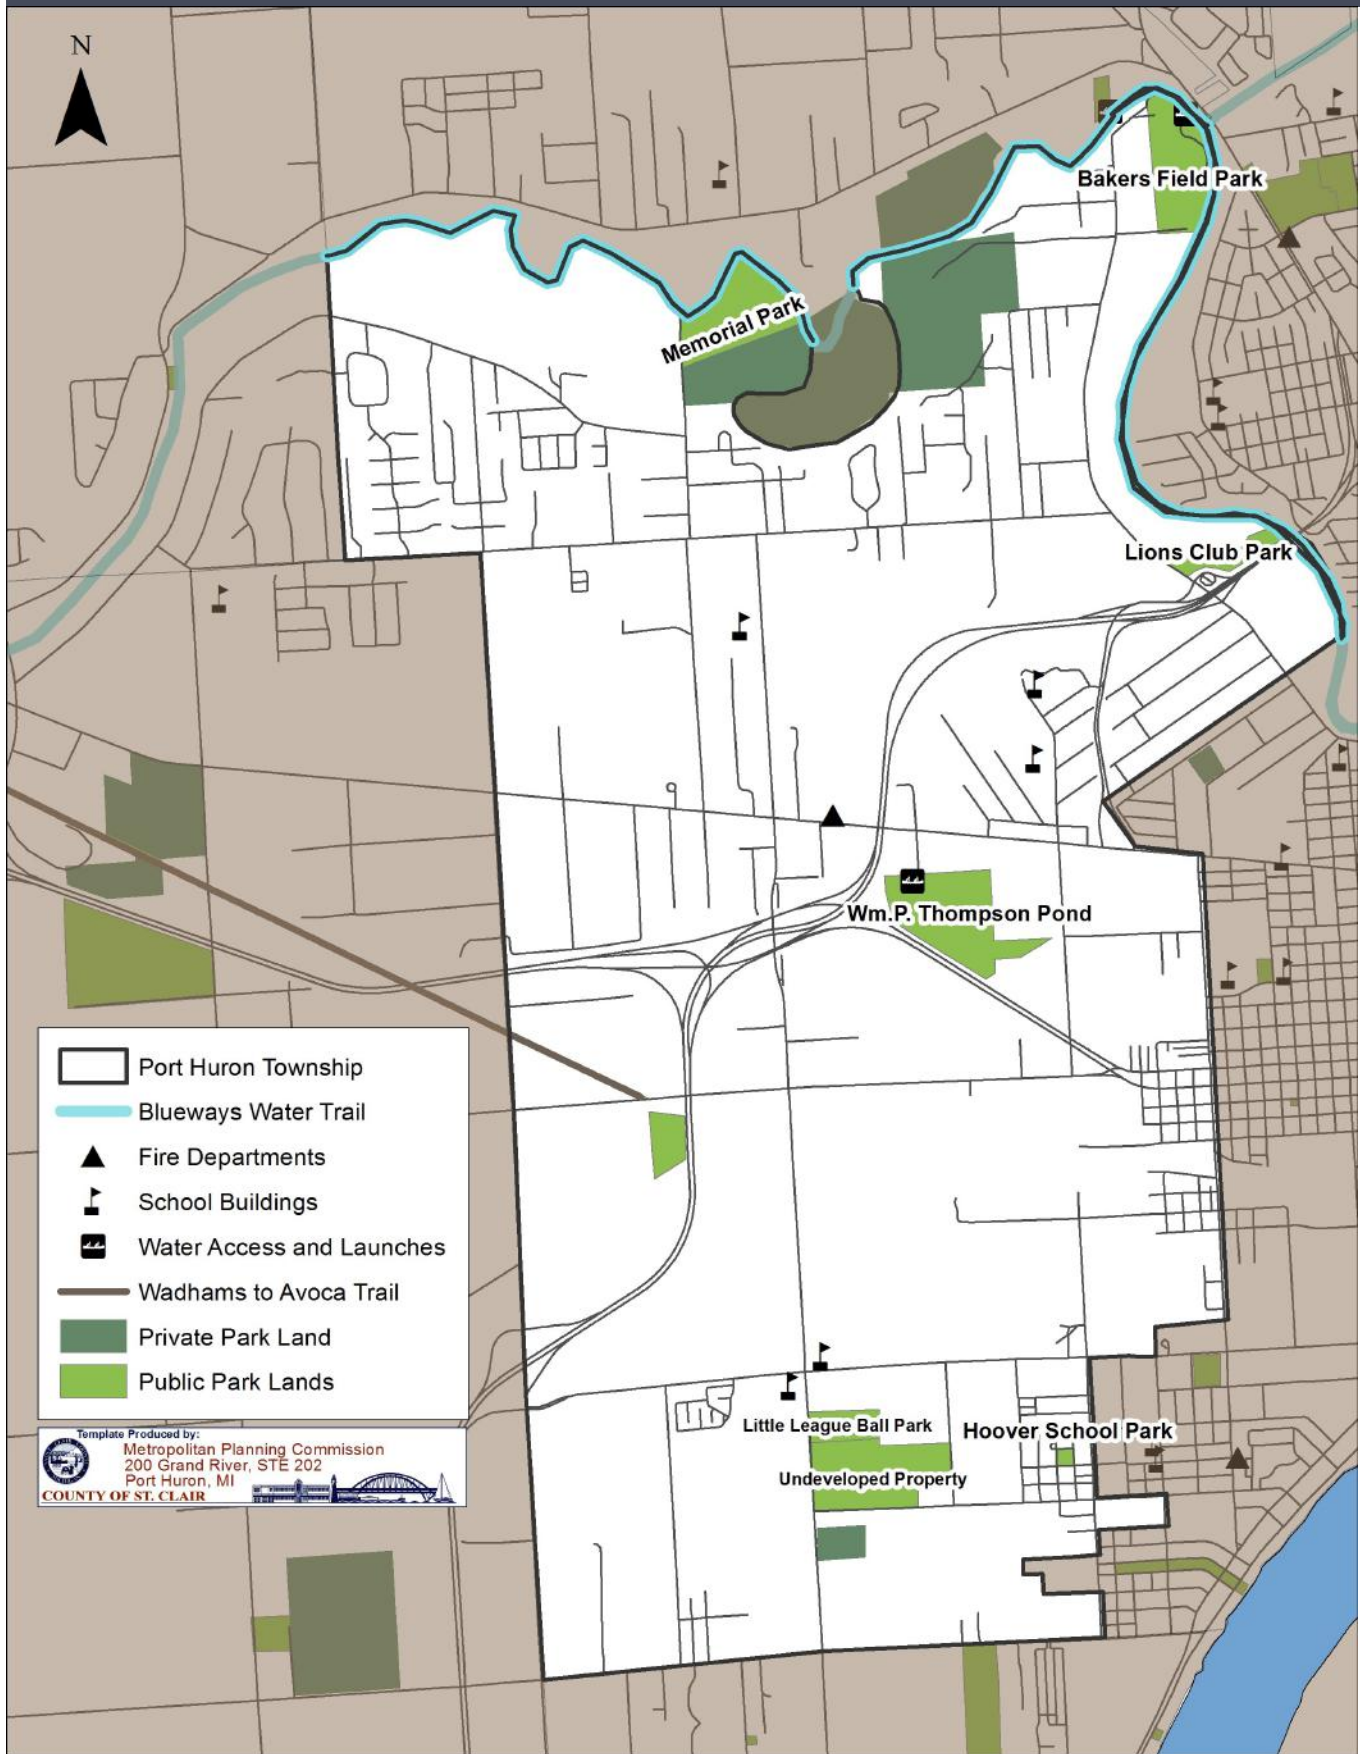 N
Bakers Field Park
Memorial Park
Lions Club Park
Wm.P. Thompson Pond
Port Huron Township
Blueways Water Trail
Fire Departments
School Buildings
Water Access and Launches
Wadhams to Avoca Trail
Private Park Land
Public Park Lands
Little League Ball Park
Hoover School Park
Undeveloped Property
Template Produced by:
Metropolitan Planning Commission
200 Grand River, STE 202
Port Huron, MI
COUNTY OF ST. CLAIR